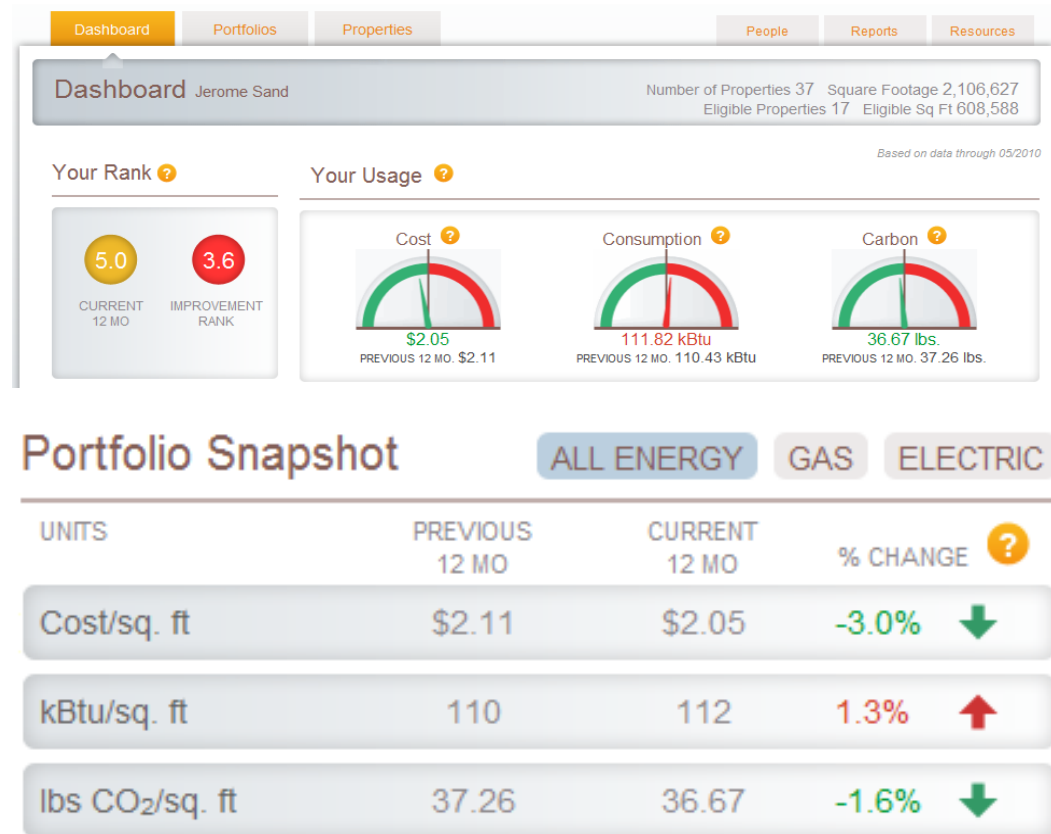 Dashboard Portfolios Properties People Reports Resources
Dashboard Jerome Sand
Number of Properties 37 Square Footage 2,106,627
Eligible Properties 17 Eligible Sq Ft 608,588
Based on data through 05/2010
Your Rank ?
Your Usage ?
5.0
CURRENT
12 MO
3.6
IMPROVEMENT
RANK
Cost ?
$2.05
PREVIOUS 12 MO. $2.11
Consumption ?
111.82 kBtu
PREVIOUS 12 MO. 110.43 kBtu
Carbon ?
36.67 lbs.
PREVIOUS 12 MO. 37.26 lbs.
Portfolio Snapshot ALL ENERGY GAS ELECTRIC
UNITS PREVIOUS 12 MO CURRENT 12 MO % CHANGE ?
Cost/sq. ft $2.11 $2.05 -3.0%
kBtu/sq. ft 110 112 1.3%
lbs CO₂/sq. ft 37.26 36.67 -1.6%